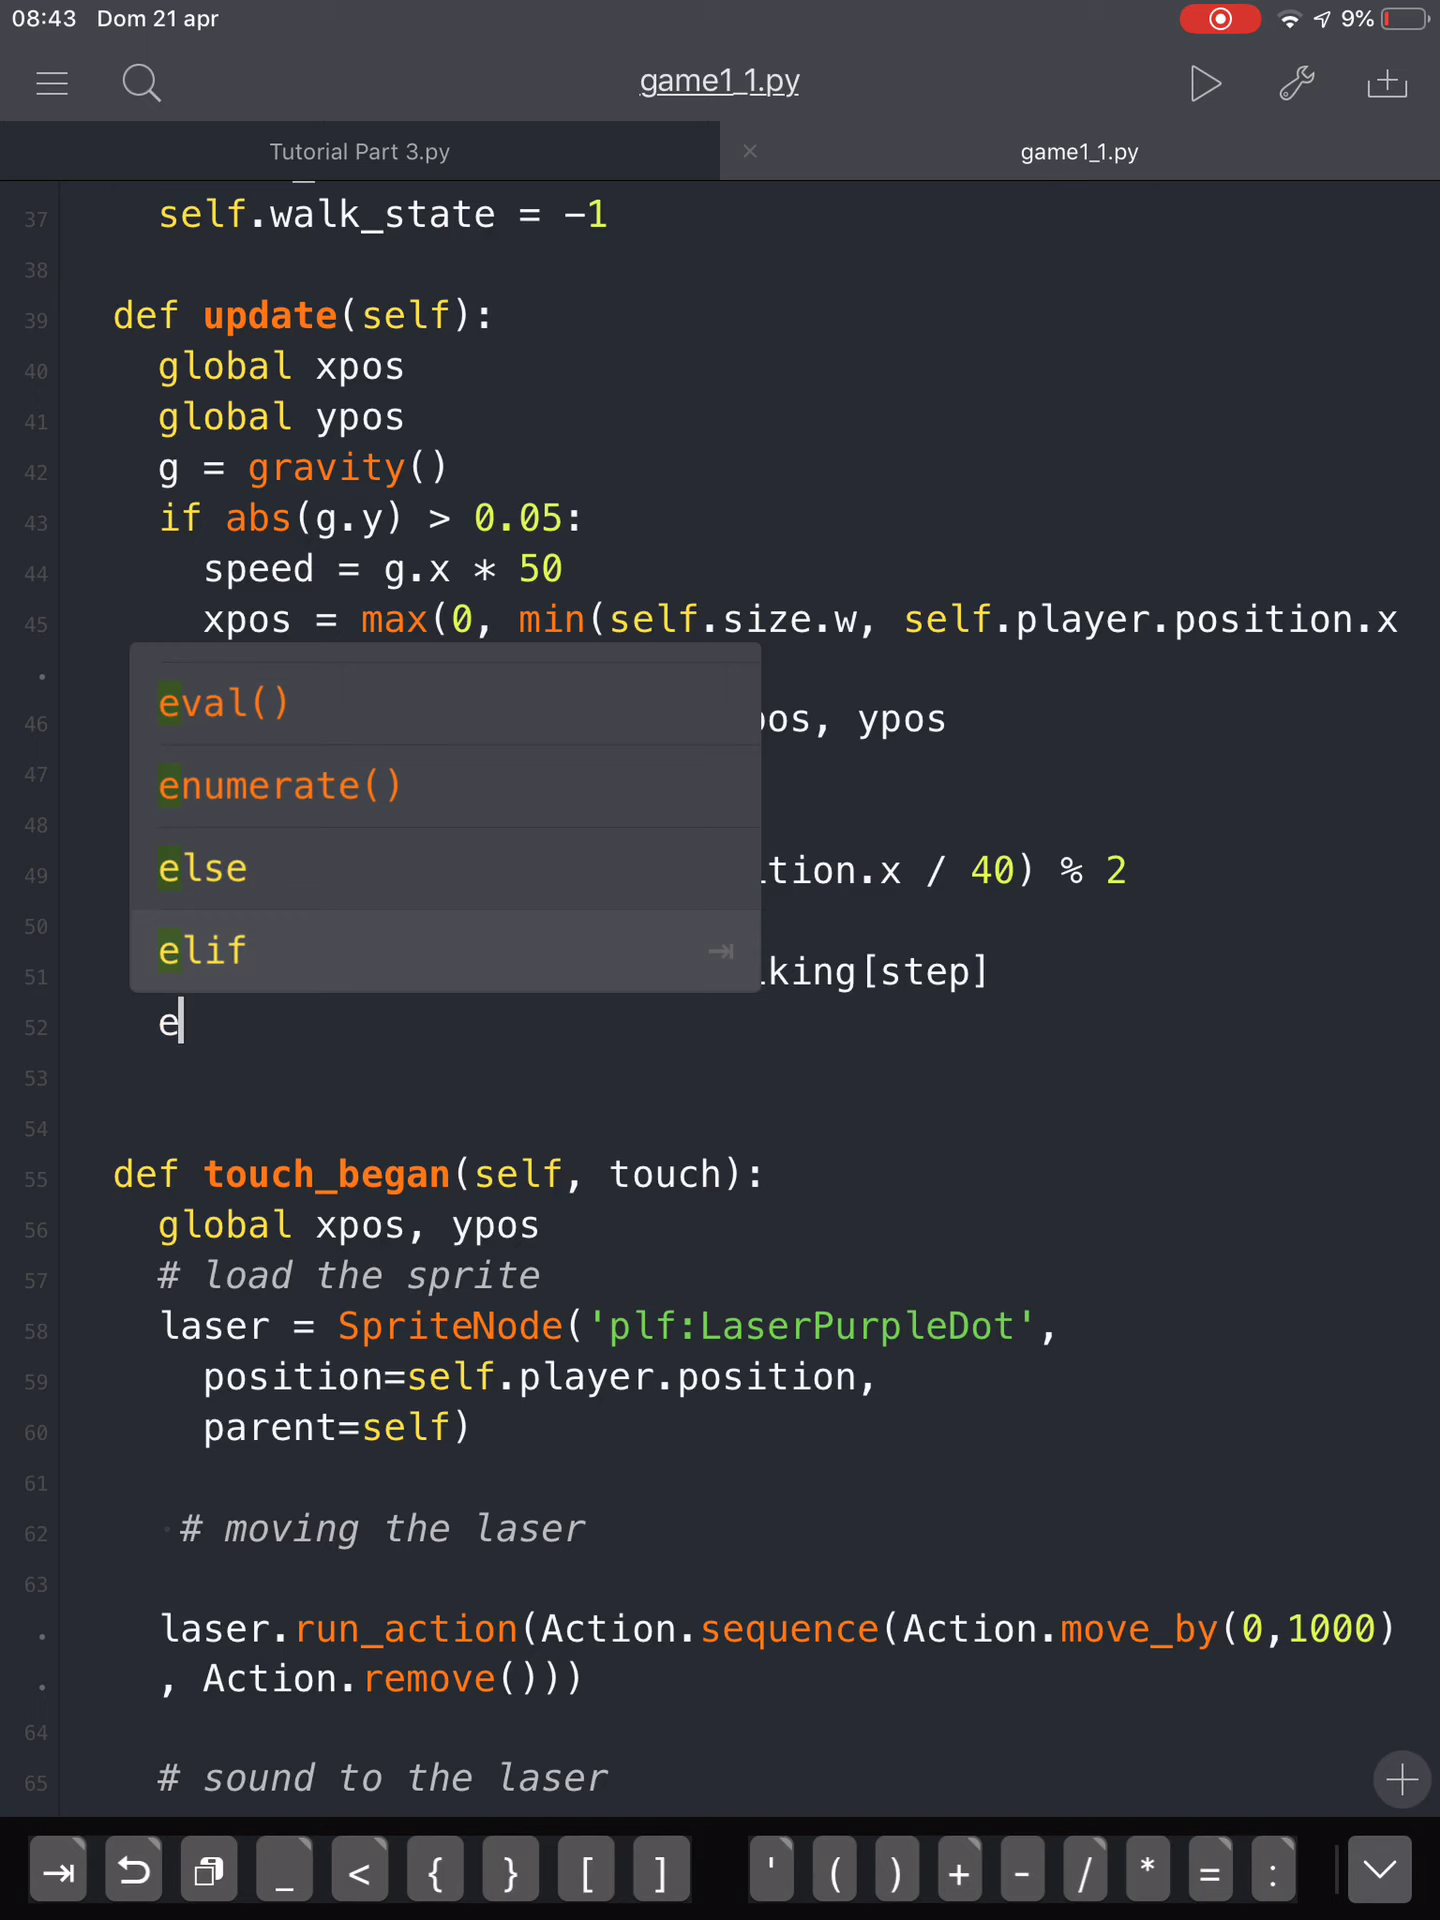 08:43 Dom 21 apr 9%
game1_1.py
Tutorial Part 3.py × game1_1.py
37 self.walk_state = -1
38
39 def update(self):
40 global xpos
41 global ypos
42 g = gravity()
43 if abs(g.y) > 0.05:
44 speed = g.x * 50
45 xpos = max(0, min(self.size.w, self.player.position.x
eval()
46 ypos
enumerate()
47
48
else
49 / 40) % 2
50
elif
51 [step]
52 e
53
54
55 def touch_began(self, touch):
56 global xpos, ypos
57 # load the sprite
58 laser = SpriteNode('plf:LaserPurpleDot',
59 position=self.player.position,
60 parent=self)
61
62 # moving the laser
63
laser.run_action(Action.sequence(Action.move_by(0,1000)
, Action.remove()))
64
65 # sound to the laser
_ < { } [ ] ' ( ) + - / * = :